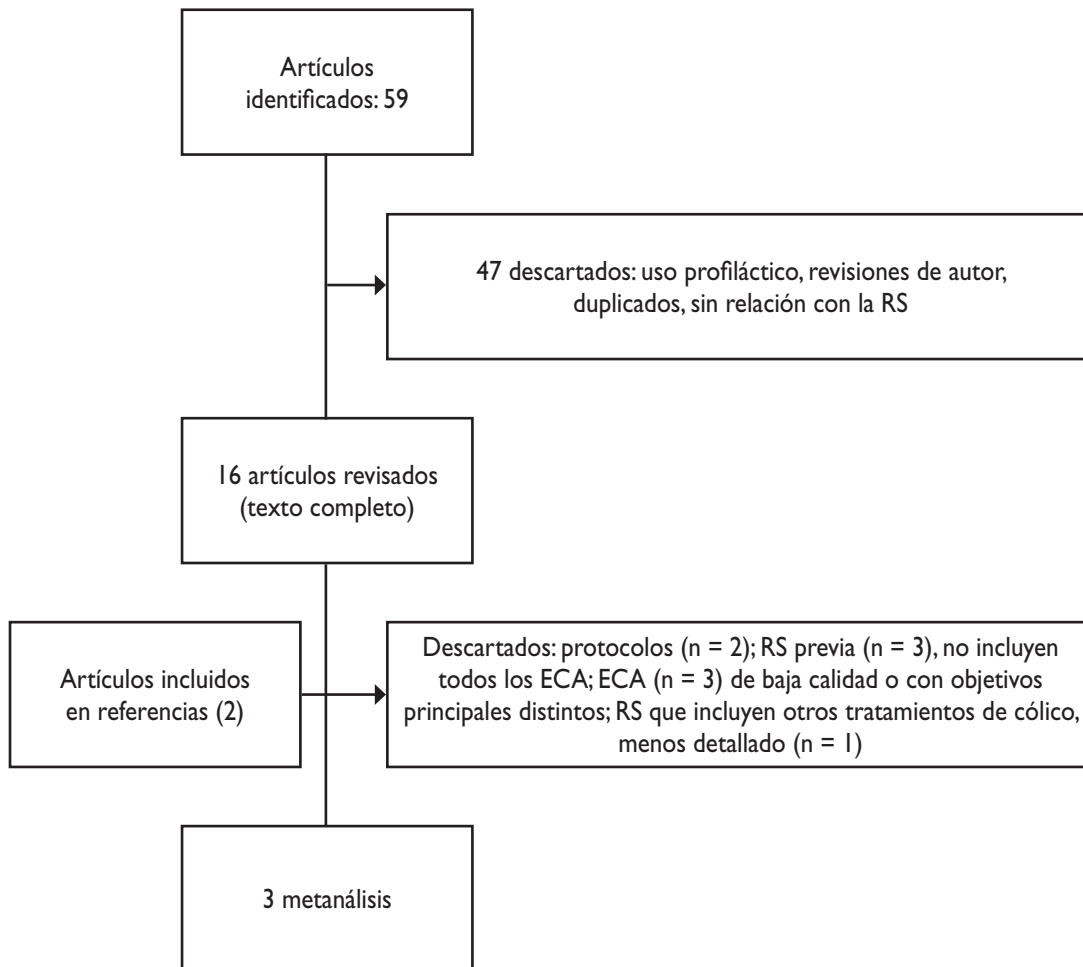 Artículos
identificados: 59
47 descartados: uso profiláctico, revisiones de autor,
duplicados, sin relación con la RS
16 artículos revisados
(texto completo)
Artículos incluidos
en referencias (2)
Descartados: protocolos (n = 2); RS previa (n = 3), no incluyen
todos los ECA; ECA (n = 3) de baja calidad o con objetivos
principales distintos; RS que incluyen otros tratamientos de cólico,
menos detallado (n = 1)
3 metanálisis